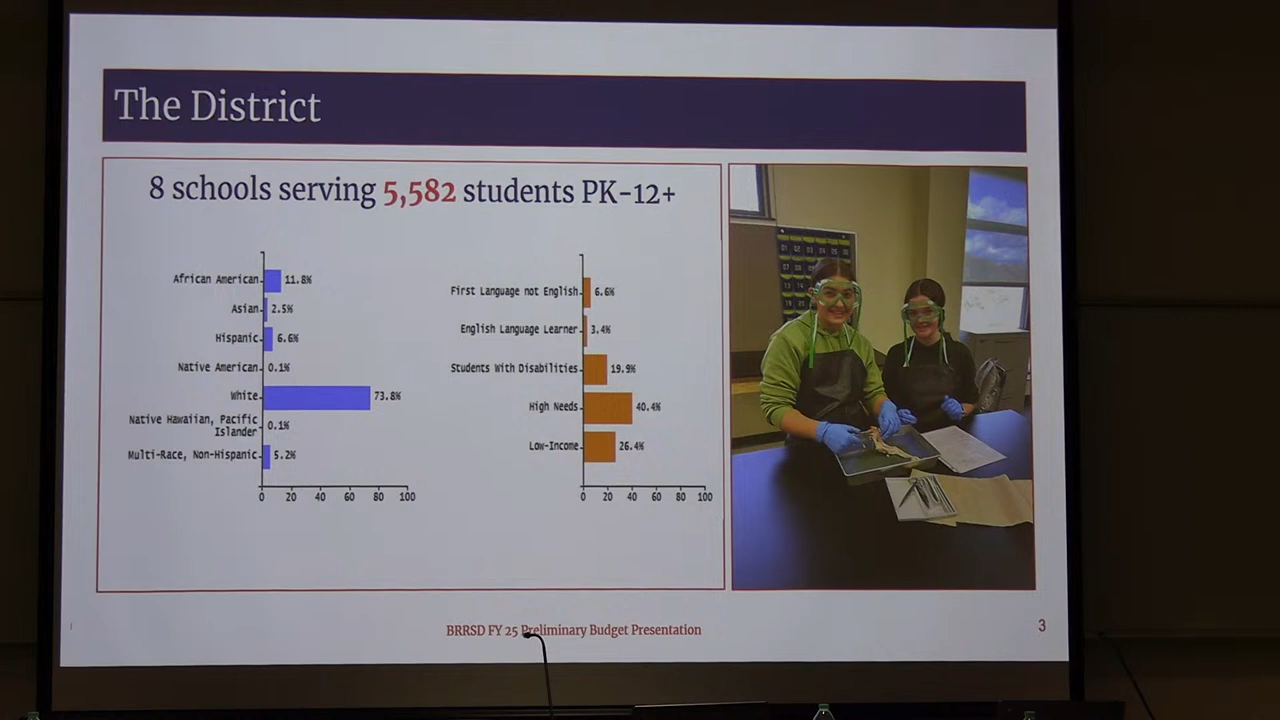 The District
8 schools serving 5,582 students PK-12+
African American 11.8%
Asian 2.5%
Hispanic 6.6%
Native American 0.1%
White 73.8%
Native Hawaiian, Pacific
Islander 0.1%
Multi-Race, Non-Hispanic 5.2%
0 20 40 60 80 100
First Language not English 6.6%
English Language Learner 3.4%
Students With Disabilities 19.9%
High Needs 40.4%
Low-Income 26.4%
0 20 40 60 80 100
BRRSD FY 25 Preliminary Budget Presentation
3